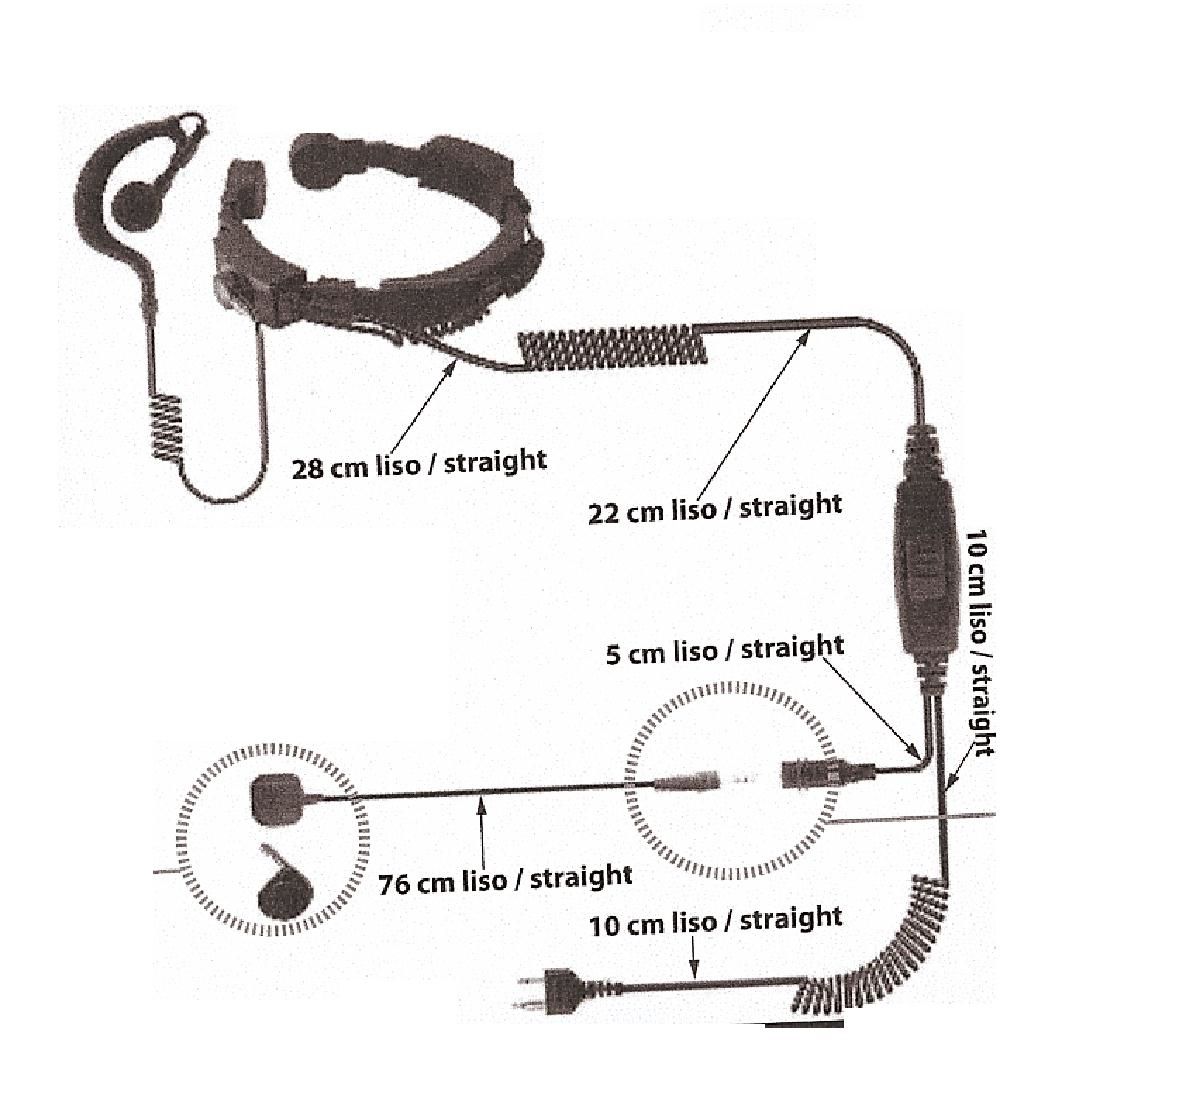 28 cm liso / straight
22 cm liso / straight
10 cm liso / straight
5 cm liso / straight
76 cm liso / straight
10 cm liso / straight